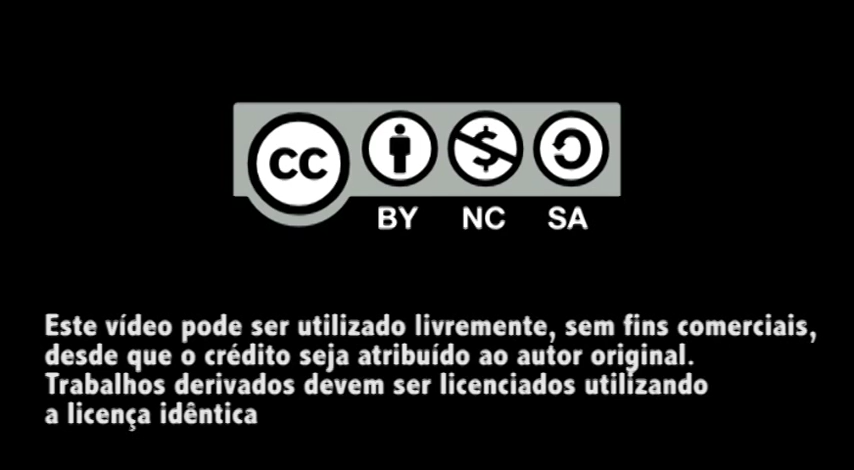 cc
BY NC SA
Este vídeo pode ser utilizado livremente, sem fins comerciais,
desde que o crédito seja atribuído ao autor original.
Trabalhos derivados devem ser licenciados utilizando
a licença idêntica